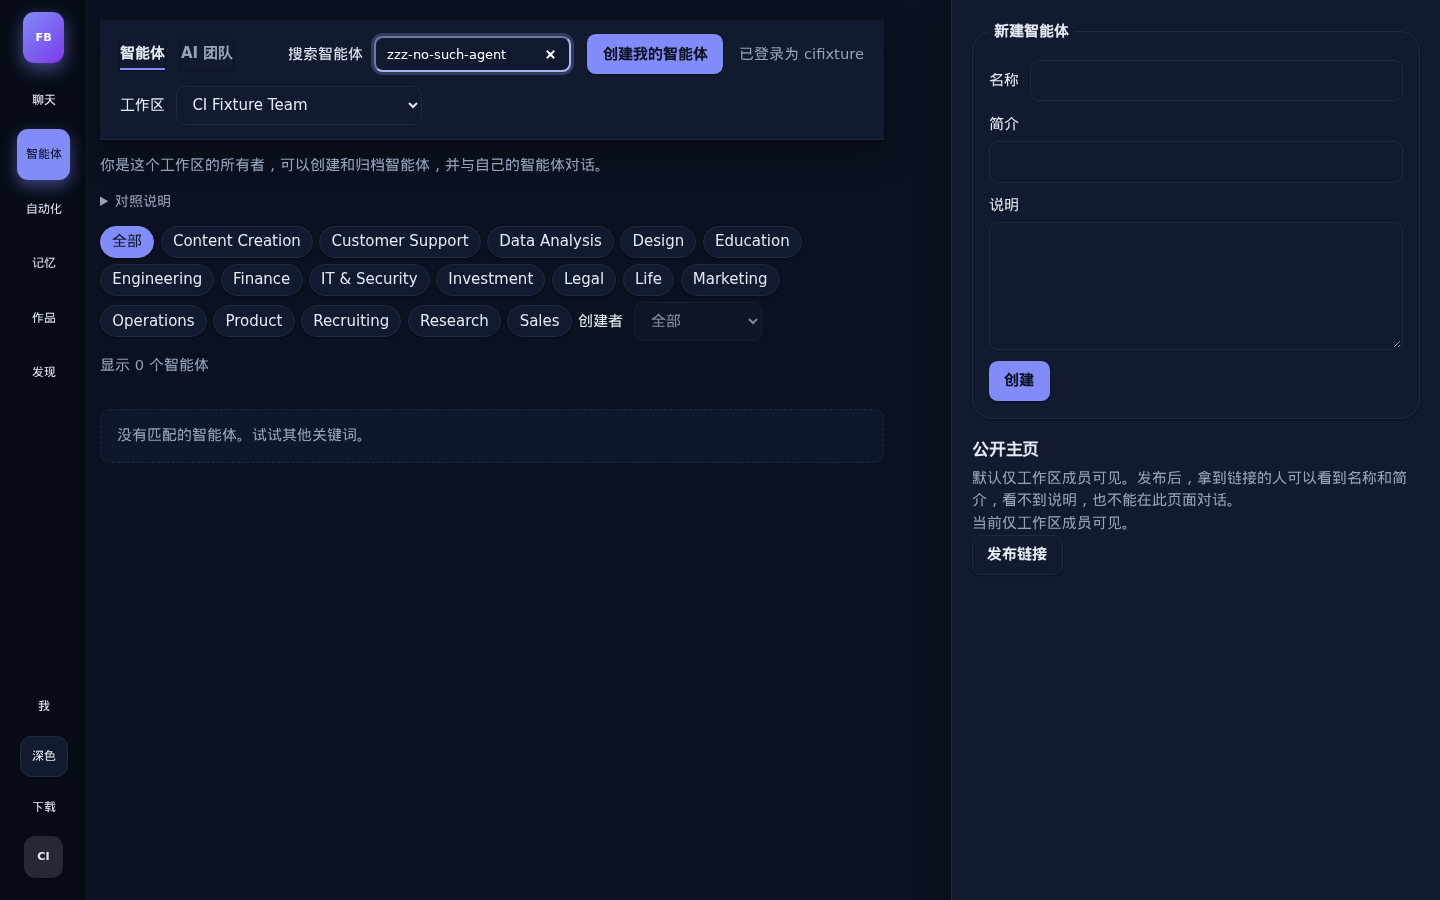 FB
聊天
智能体
自动化
记忆
作品
发现
我
深色
下载
CI
智能体 AI 团队 搜索智能体 zzz-no-such-agent × 创建我的智能体 已登录为 cifixture
工作区 CI Fixture Team
你是这个工作区的所有者，可以创建和归档智能体，并与自己的智能体对话。
▶ 对照说明
全部 Content Creation Customer Support Data Analysis Design Education
Engineering Finance IT & Security Investment Legal Life Marketing
Operations Product Recruiting Research Sales 创建者 全部
显示 0 个智能体
没有匹配的智能体。试试其他关键词。
新建智能体
名称
简介
说明
创建
公开主页
默认仅工作区成员可见。发布后，拿到链接的人可以看到名称和简
介，看不到说明，也不能在此页面对话。
当前仅工作区成员可见。
发布链接